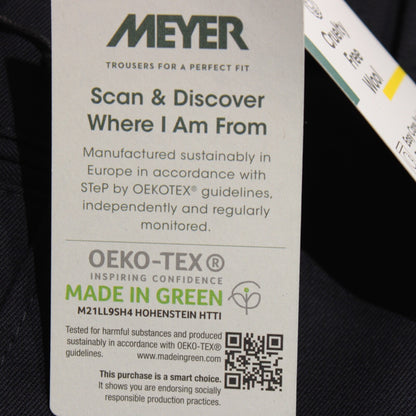 MEYER
TROUSERS FOR A PERFECT FIT
Scan & Discover
Where I Am From
Manufactured sustainably in
Europe in accordance with
STeP by OEKOTEX® guidelines,
independently and regularly
monitored.
OEKO-TEX®
INSPIRING CONFIDENCE
MADE IN GREEN
M21LL9SH4 HOHENSTEIN HTTI
Tested for harmful substances and produced
sustainably in accordance with OEKO-TEX®
guidelines. www.madeingreen.com
This purchase is a smart choice.
It shows you are endorsing socially
responsible production practices.
Cruelty
Free
Wool